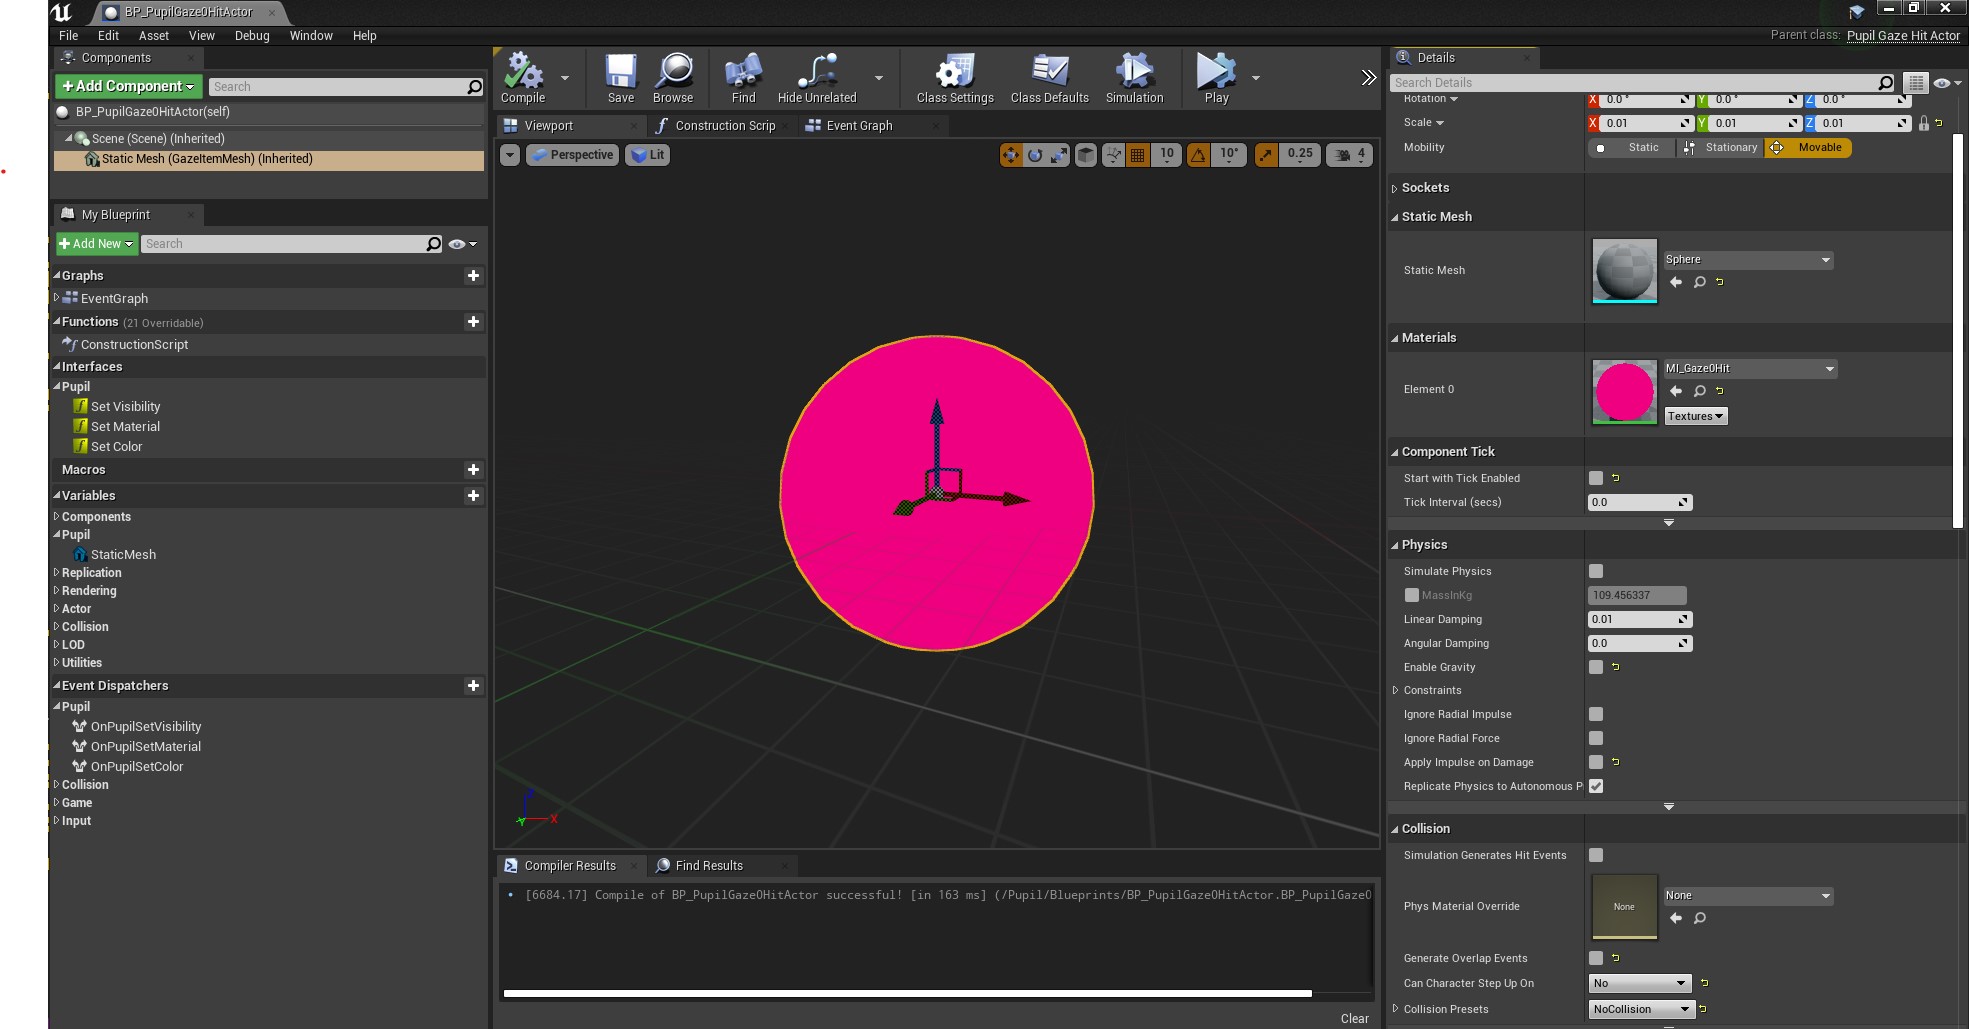 BP_PupilGaze0HitActor
File Edit Asset View Debug Window Help
Parent class: Pupil Gaze Hit Actor
Components
+Add Component
Search
BP_PupilGaze0HitActor(self)
Scene (Scene) (Inherited)
Static Mesh (GazeItemMesh) (Inherited)
My Blueprint
+Add New
Search
Graphs
EventGraph
Functions (21 Overridable)
ConstructionScript
Interfaces
Pupil
Set Visibility
Set Material
Set Color
Macros
Variables
Components
Pupil
StaticMesh
Replication
Rendering
Actor
Collision
LOD
Utilities
Event Dispatchers
Pupil
OnPupilSetVisibility
OnPupilSetMaterial
OnPupilSetColor
Collision
Game
Input
Compile Save Browse Find Hide Unrelated Class Settings Class Defaults Simulation Play
Viewport Construction Scrip Event Graph
Perspective Lit 10 10° 0.25 4
Z
Y X
Compiler Results Find Results
[6684.17] Compile of BP_PupilGaze0HitActor successful! [in 163 ms] (/Pupil/Blueprints/BP_PupilGaze0HitActor.BP_PupilGaze0
Clear
Details
Search Details
Rotation X 0.0 ° Y 0.0 ° Z 0.0 °
Scale X 0.01 Y 0.01 Z 0.01
Mobility Static Stationary Movable
Sockets
Static Mesh
Static Mesh Sphere
Materials
Element 0 MI_Gaze0Hit
Textures
Component Tick
Start with Tick Enabled
Tick Interval (secs) 0.0
Physics
Simulate Physics
MassInKg 109.456337
Linear Damping 0.01
Angular Damping 0.0
Enable Gravity
Constraints
Ignore Radial Impulse
Ignore Radial Force
Apply Impulse on Damage
Replicate Physics to Autonomous P
Collision
Simulation Generates Hit Events
Phys Material Override None None
Generate Overlap Events
Can Character Step Up On No
Collision Presets NoCollision